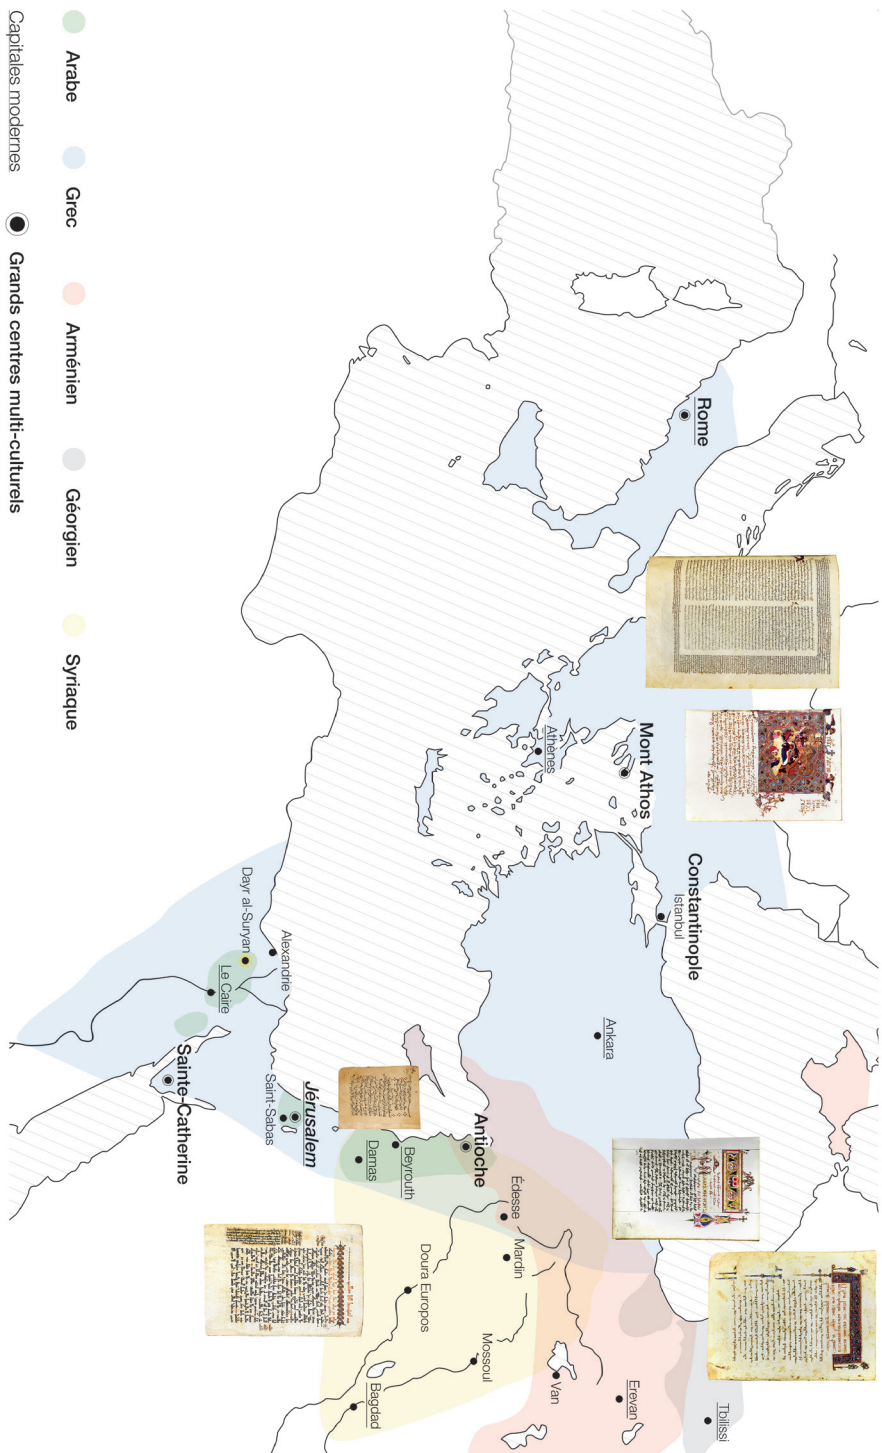 Rome
Mont Athos
Athènes
Constantinople
Istanbul
Ankara
Alexandrie
Dayr al-Suryan
Le Caire
Sainte-Catherine
Jérusalem
Saint-Sabas
Antioche
Beyrouth
Damas
Édesse
Mardin
Doura Europos
Mossoul
Bagdad
Van
Erevan
Tbilissi
Arabe
Grec
Arménien
Géorgien
Syriaque
Capitales modernes
Grands centres multi-culturels